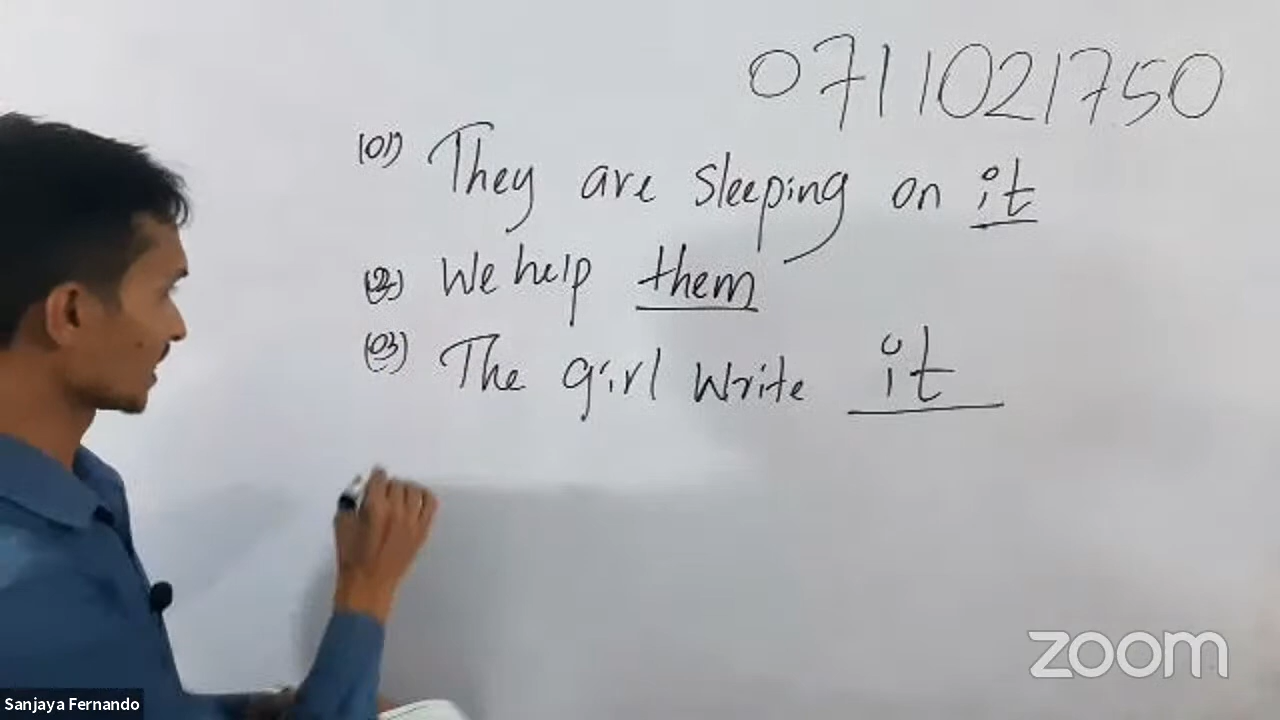 0711021750
(01) They are sleeping on it
(02) We help them
(03) The girl write it
zoom
Sanjaya Fernando